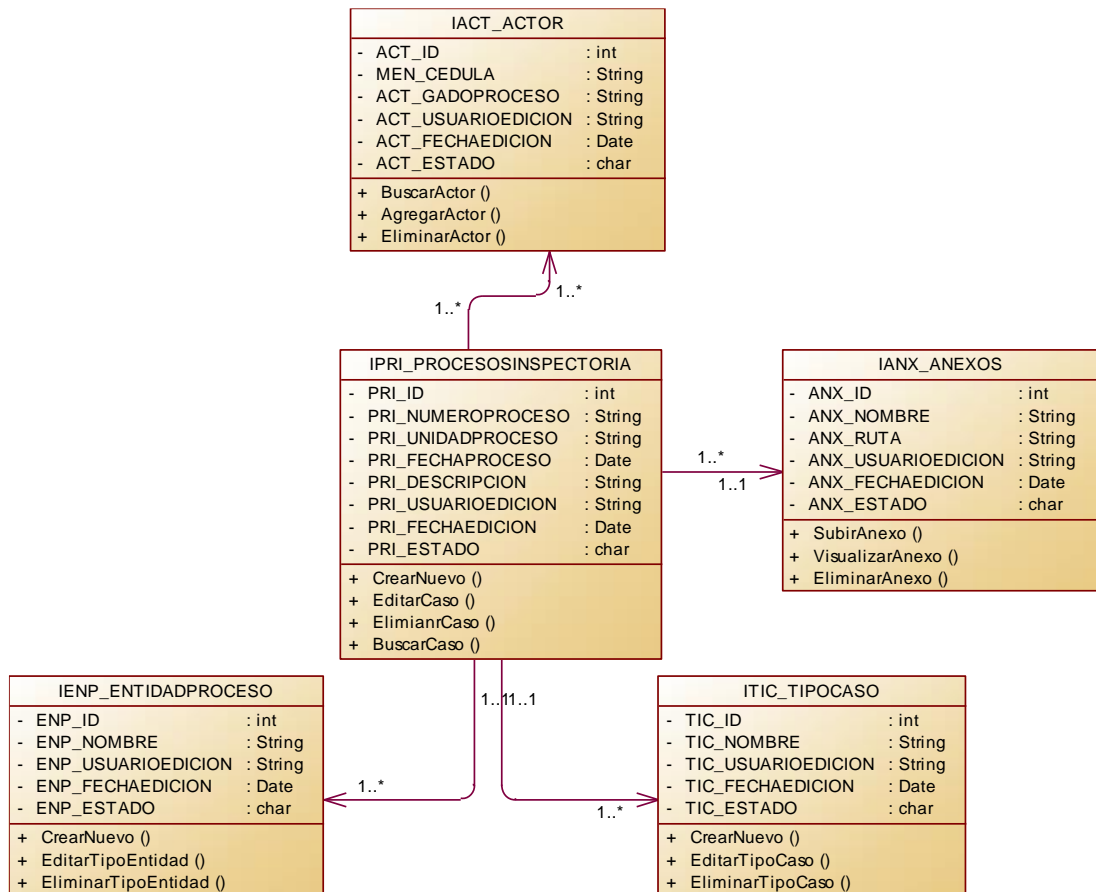 IACT_ACTOR
- ACT_ID : int
- MEN_CEDULA : String
- ACT_GADOPROCESO : String
- ACT_USUARIOEDICION : String
- ACT_FECHAEDICION : Date
- ACT_ESTADO : char
+ BuscarActor ()
+ AgregarActor ()
+ EliminarActor ()
1..*
1..*
IPRI_PROCESOSINSPECTORIA
- PRI_ID : int
- PRI_NUMEROPROCESO : String
- PRI_UNIDADPROCESO : String
- PRI_FECHAPROCESO : Date
- PRI_DESCRIPCION : String
- PRI_USUARIOEDICION : String
- PRI_FECHAEDICION : Date
- PRI_ESTADO : char
+ CrearNuevo ()
+ EditarCaso ()
+ ElimianrCaso ()
+ BuscarCaso ()
1..*
1..1
IANX_ANEXOS
- ANX_ID : int
- ANX_NOMBRE : String
- ANX_RUTA : String
- ANX_USUARIOEDICION : String
- ANX_FECHAEDICION : Date
- ANX_ESTADO : char
+ SubirAnexo ()
+ VisualizarAnexo ()
+ EliminarAnexo ()
1..1
1..1
1..*
1..*
IENP_ENTIDADPROCESO
- ENP_ID : int
- ENP_NOMBRE : String
- ENP_USUARIOEDICION : String
- ENP_FECHAEDICION : Date
- ENP_ESTADO : char
+ CrearNuevo ()
+ EditarTipoEntidad ()
+ EliminarTipoEntidad ()
ITIC_TIPOCASO
- TIC_ID : int
- TIC_NOMBRE : String
- TIC_USUARIOEDICION : String
- TIC_FECHAEDICION : Date
- TIC_ESTADO : char
+ CrearNuevo ()
+ EditarTipoCaso ()
+ EliminarTipoCaso ()